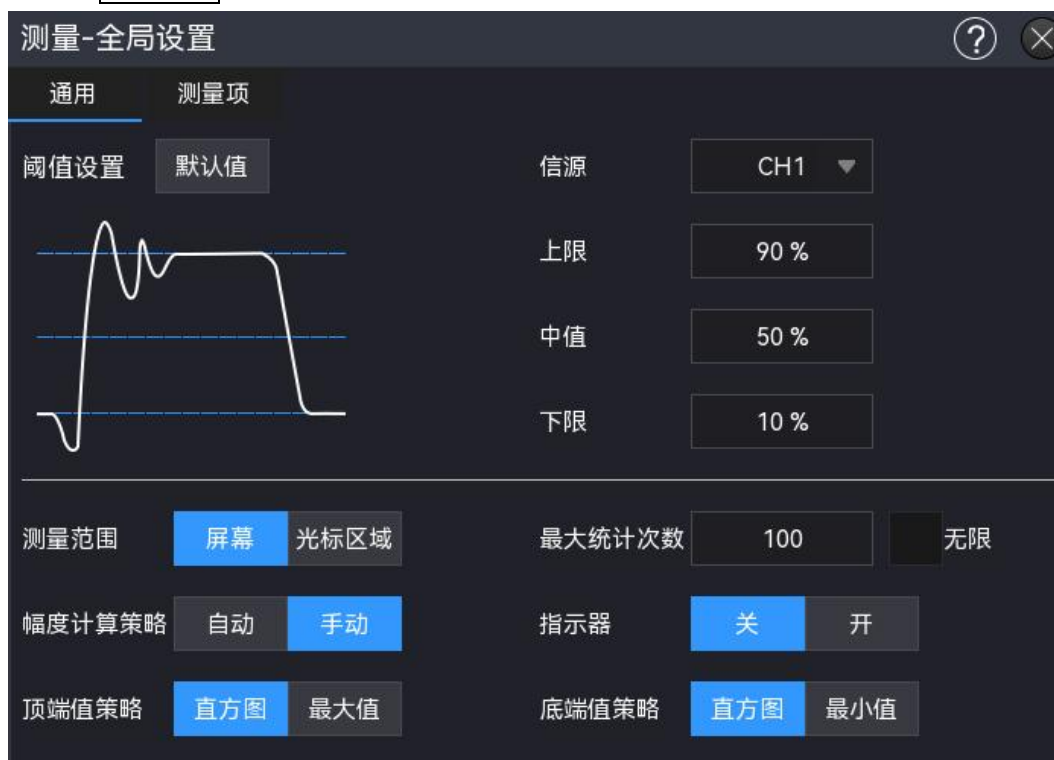 测量-全局设置 ?
通用 测量项
阈值设置 默认值 信源 CH1
上限 90 %
中值 50 %
下限 10 %
测量范围 屏幕 光标区域 最大统计次数 100 无限
幅度计算策略 自动 手动 指示器 关 开
顶端值策略 直方图 最大值 底端值策略 直方图 最小值